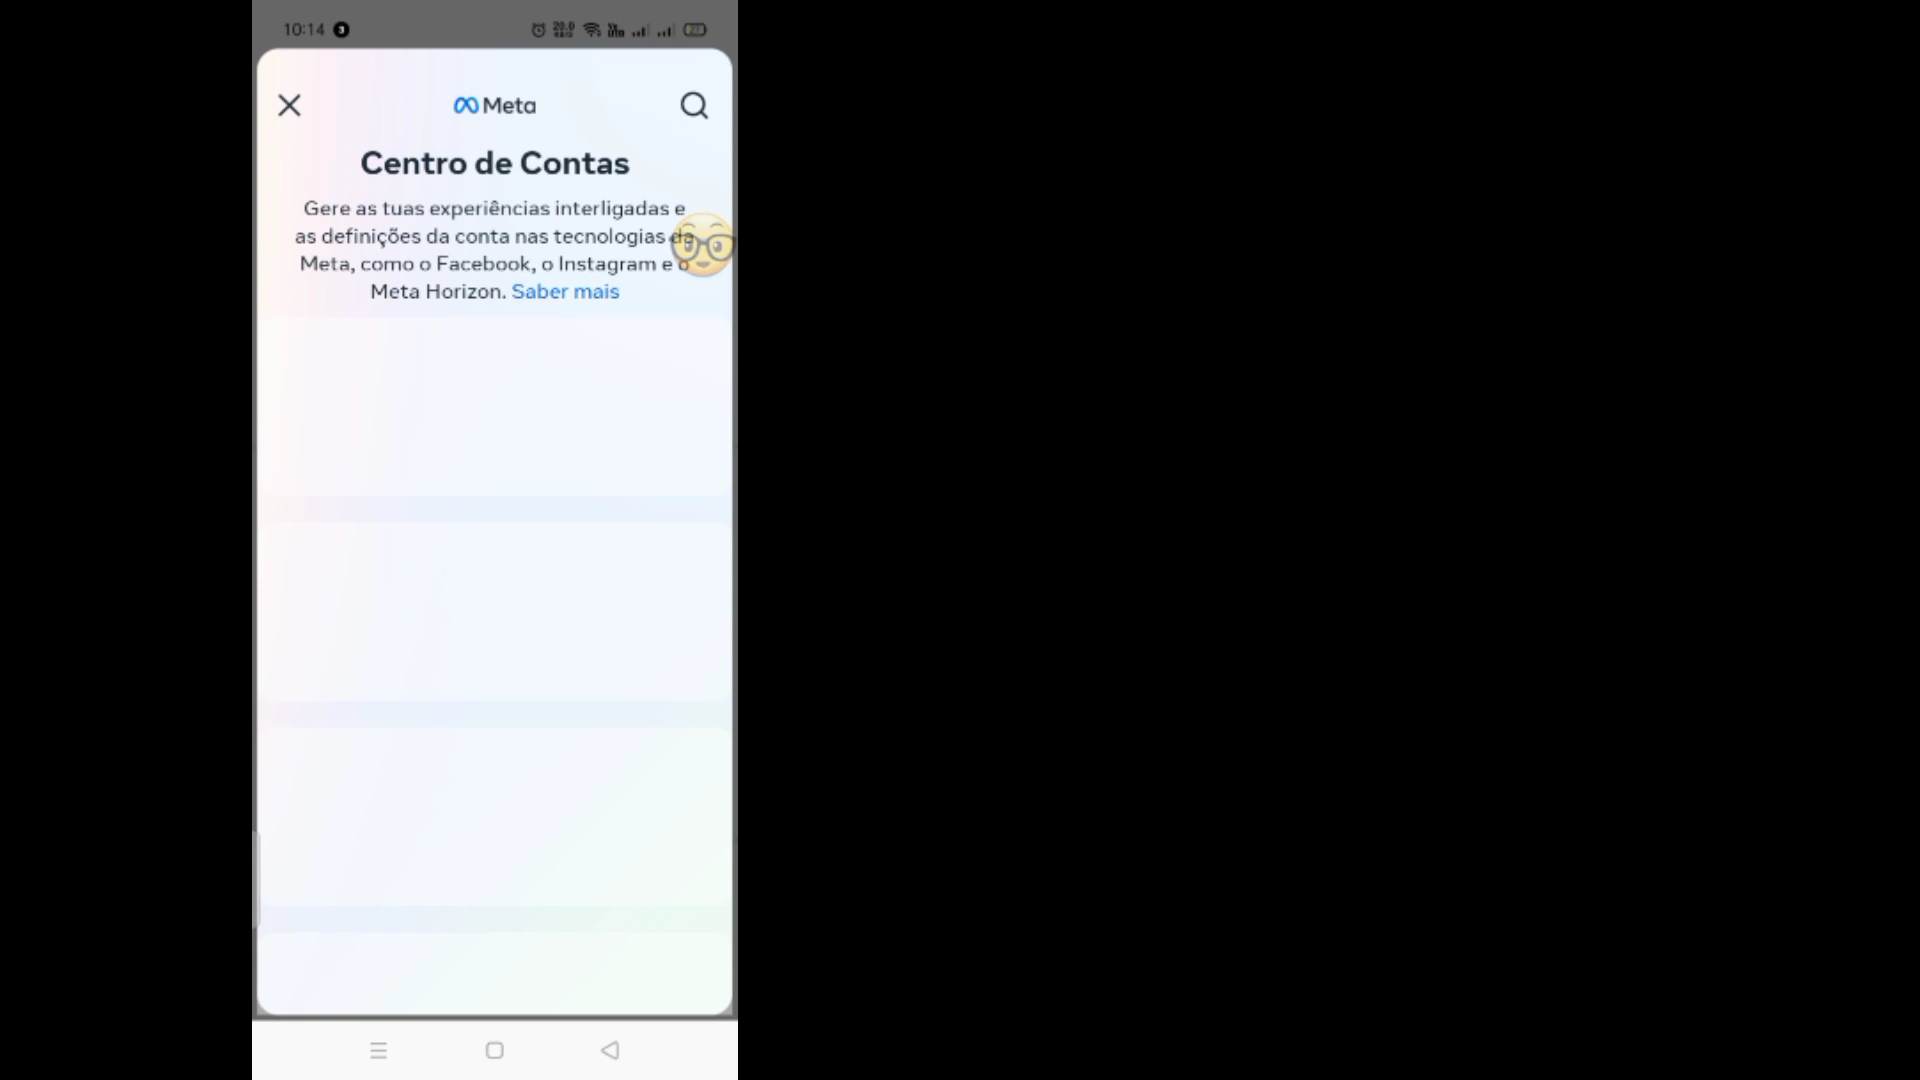 10:14 3
Meta
Centro de Contas
Gere as tuas experiências interligadas e
as definições da conta nas tecnologias da
Meta, como o Facebook, o Instagram e o
Meta Horizon. Saber mais